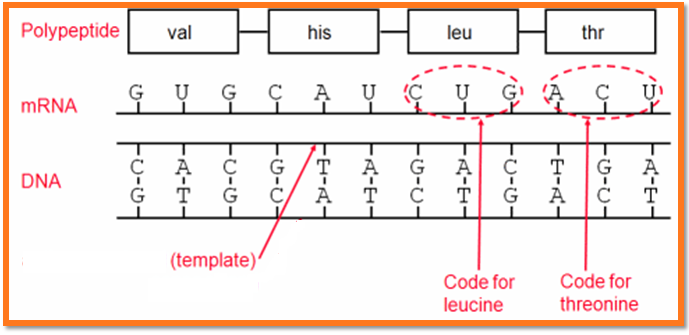 Polypeptide val his leu thr
mRNA G U G C A U C U G A C U
DNA
C A C G T A G A C T G A
G T G C A T C T G A C T
(template)
Code for leucine
Code for threonine